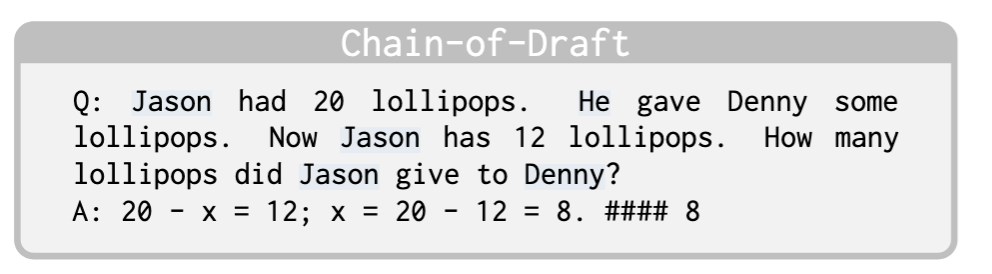 Chain-of-Draft
Q: Jason had 20 lollipops. He gave Denny some
lollipops. Now Jason has 12 lollipops. How many
lollipops did Jason give to Denny?
A: 20 - x = 12; x = 20 - 12 = 8. #### 8